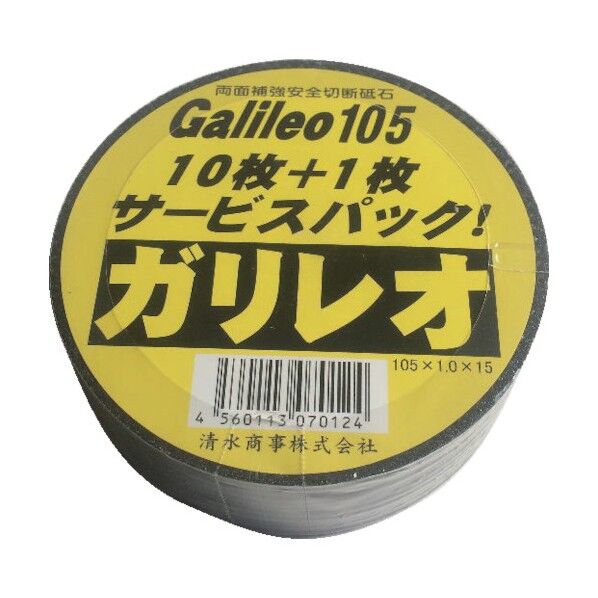 両面補強安全切断砥石
Galileo105
10枚+1枚
サービスパック!
ガリレオ
105×1.0×15
4 560113 070124
清水商事株式会社